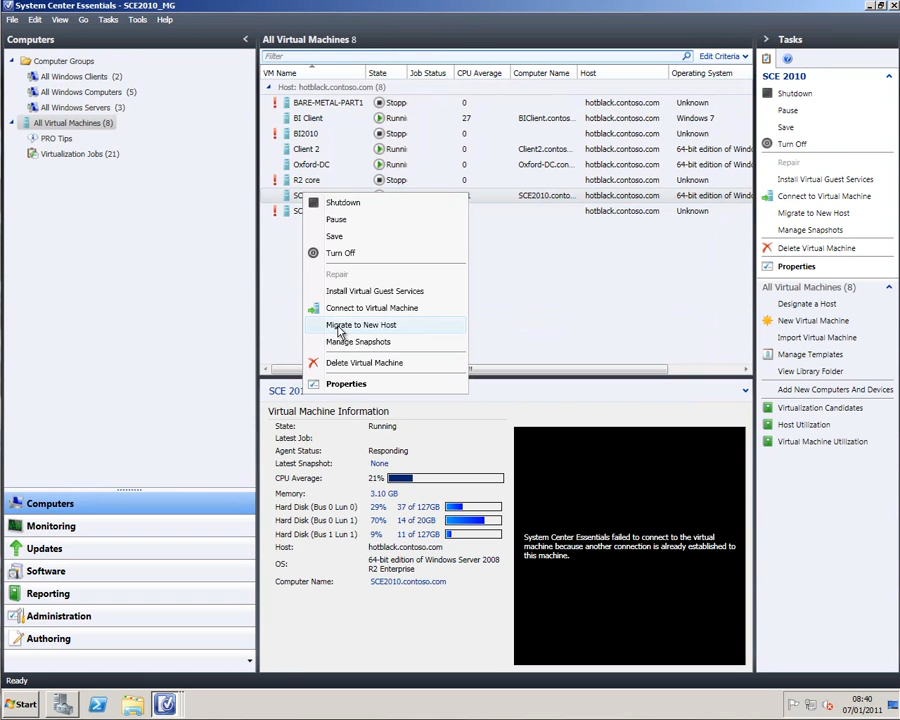 System Center Essentials - SCE2010_MG
File Edit View Go Tasks Tools Help
Computers
Computer Groups
All Windows Clients (2)
All Windows Computers (5)
All Windows Servers (3)
All Virtual Machines (8)
PRO Tips
Virtualization Jobs (21)
Computers
Monitoring
Updates
Software
Reporting
Administration
Authoring
All Virtual Machines 8
Filter Edit Criteria
VM Name State Job Status CPU Average Computer Name Host Operating System
Host: hotblack.contoso.com (8)
BARE-METAL-PART1 Stopp 0 hotblack.contoso.com Unknown
BI Client Runni 27 BIClient.contos... hotblack.contoso.com Windows 7
BI2010 Stopp 0 hotblack.contoso.com Unknown
Client 2 Runni 0 Client2.contos... hotblack.contoso.com 64-bit edition of Windo
Oxford-DC Runni 0 Oxford-DC.con... hotblack.contoso.com 64-bit edition of Windo
R2 core Stopp 0 hotblack.contoso.com Unknown
SC SCE2010.conto... hotblack.contoso.com 64-bit edition of Windo
SC hotblack.contoso.com Unknown
Shutdown
Pause
Save
Turn Off
Repair
Install Virtual Guest Services
Connect to Virtual Machine
Migrate to New Host
Manage Snapshots
Delete Virtual Machine
Properties
SCE 201
Virtual Machine Information
State: Running
Latest Job:
Agent Status: Responding
Latest Snapshot: None
CPU Average: 21%
Memory: 3.10 GB
Hard Disk (Bus 0 Lun 0) 29% 37 of 127GB
Hard Disk (Bus 0 Lun 1) 70% 14 of 20GB
Hard Disk (Bus 1 Lun 1) 9% 11 of 127GB
Host: hotblack.contoso.com
OS: 64-bit edition of Windows Server 2008
R2 Enterprise
Computer Name: SCE2010.contoso.com
System Center Essentials failed to connect to the virtual
machine because another connection is already established to
this machine.
Tasks
SCE 2010
Shutdown
Pause
Save
Turn Off
Repair
Install Virtual Guest Services
Connect to Virtual Machine
Migrate to New Host
Manage Snapshots
Delete Virtual Machine
Properties
All Virtual Machines (8)
Designate a Host
New Virtual Machine
Import Virtual Machine
Manage Templates
View Library Folder
Add New Computers And Devices
Virtualization Candidates
Host Utilization
Virtual Machine Utilization
Ready
Start
08:40
07/01/2011